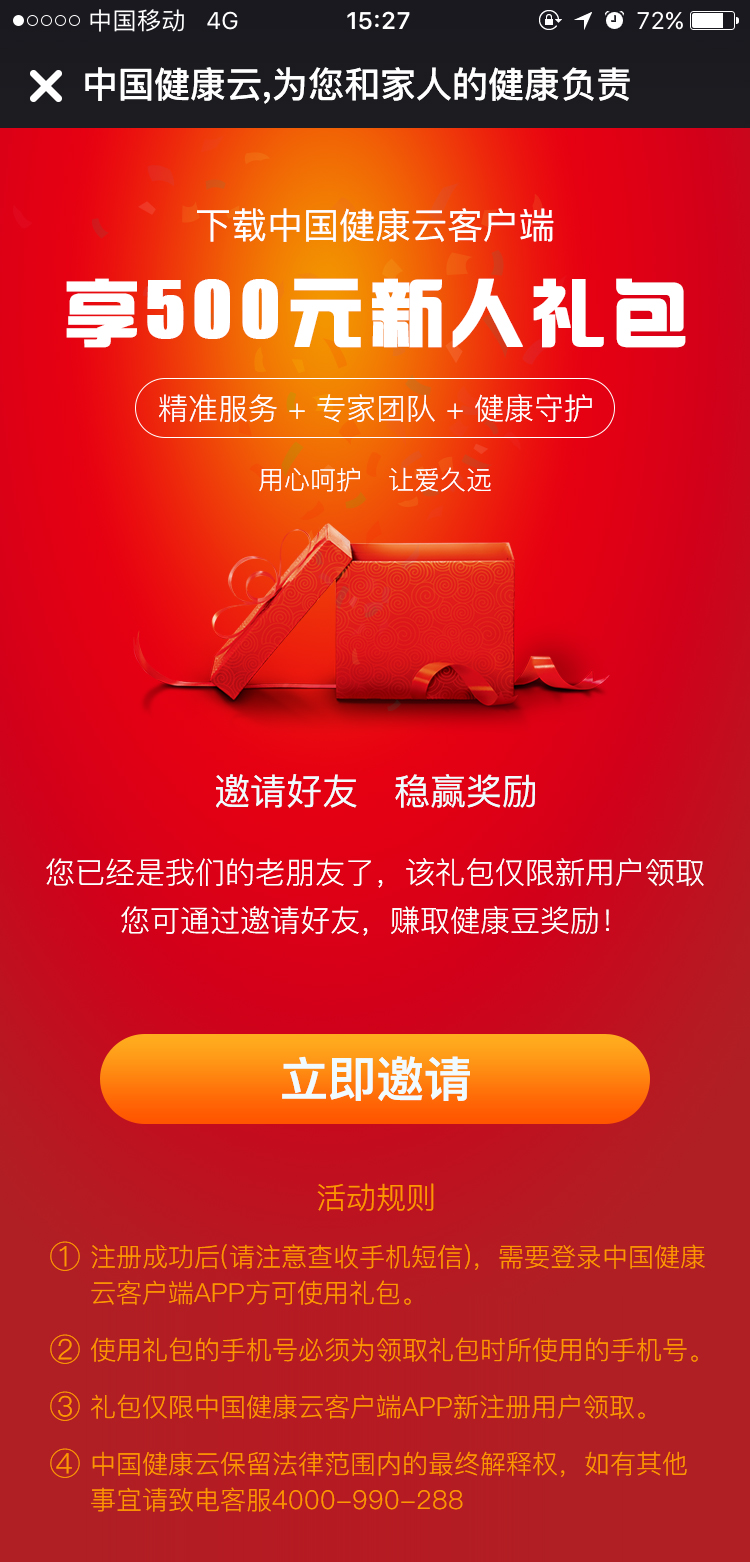 中国移动 4G 15:27 72%
中国健康云,为您和家人的健康负责
下载中国健康云客户端
享500元新人礼包
精准服务 + 专家团队 + 健康守护
用心呵护 让爱久远
邀请好友 稳赢奖励
您已经是我们的老朋友了，该礼包仅限新用户领取
您可通过邀请好友，赚取健康豆奖励！
立即邀请
活动规则
① 注册成功后(请注意查收手机短信)，需要登录中国健康
云客户端APP方可使用礼包。
② 使用礼包的手机号必须为领取礼包时所使用的手机号。
③ 礼包仅限中国健康云客户端APP新注册用户领取。
④ 中国健康云保留法律范围内的最终解释权，如有其他
事宜请致电客服4000-990-288